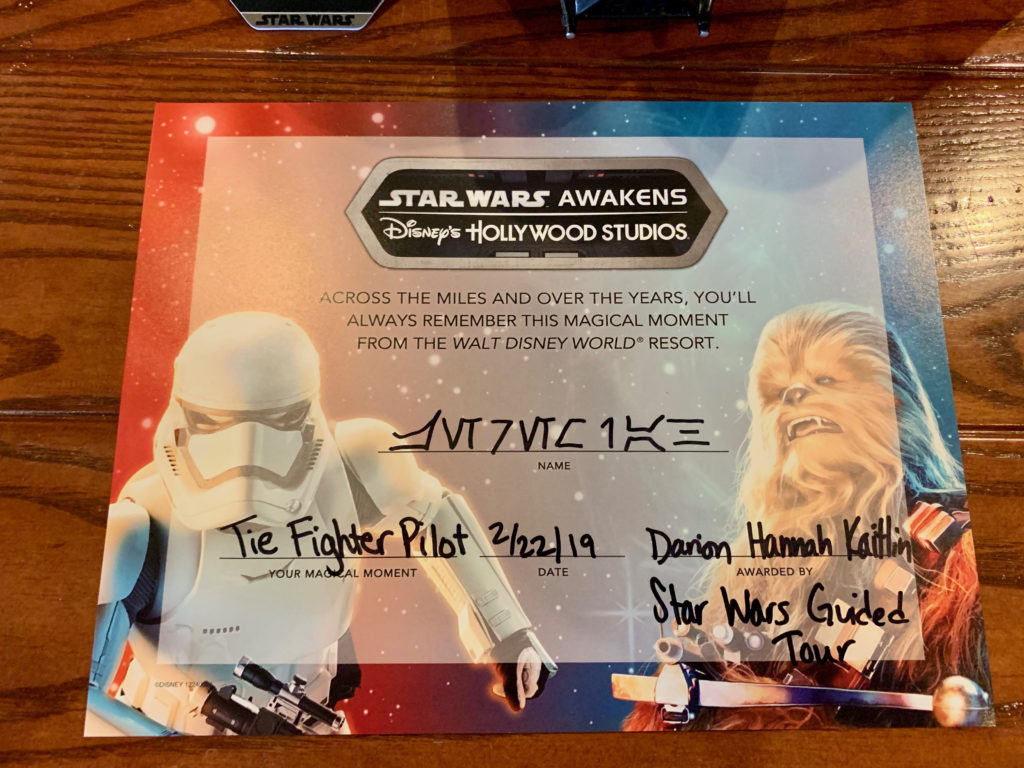 STAR WARS
STAR WARS AWAKENS
Disney's HOLLYWOOD STUDIOS
ACROSS THE MILES AND OVER THE YEARS, YOU'LL
ALWAYS REMEMBER THIS MAGICAL MOMENT
FROM THE WALT DISNEY WORLD® RESORT.
NAME
Tie Fighter Pilot 2/22/19 Darion Hannah Kaitlin
YOUR MAGICAL MOMENT DATE AWARDED BY
Star Wars Guided
Tour
©DISNEY